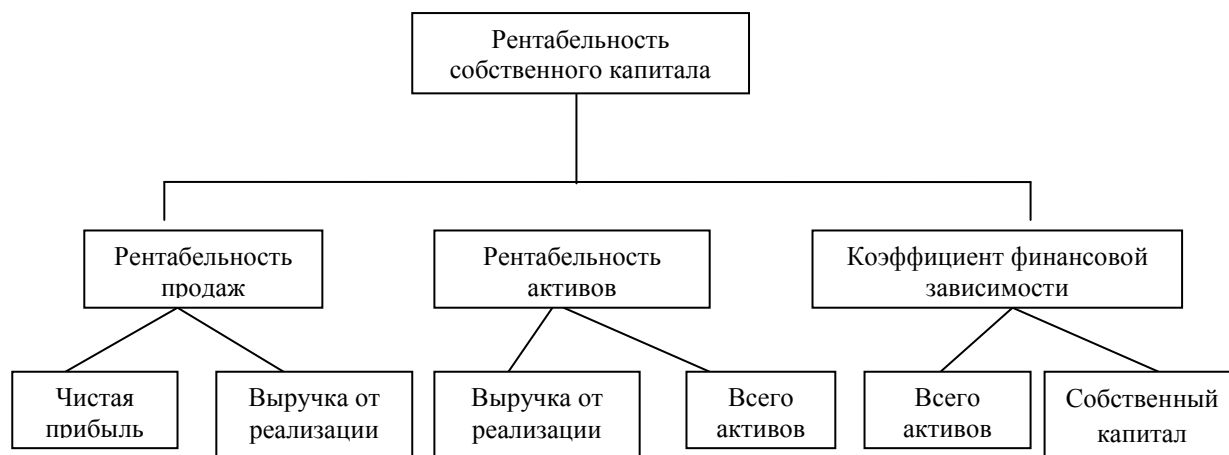 Рентабельность
собственного капитала
Рентабельность
продаж
Рентабельность
активов
Коэффициент финансовой
зависимости
Чистая
прибыль
Выручка от
реализации
Выручка от
реализации
Всего
активов
Всего
активов
Собственный
капитал